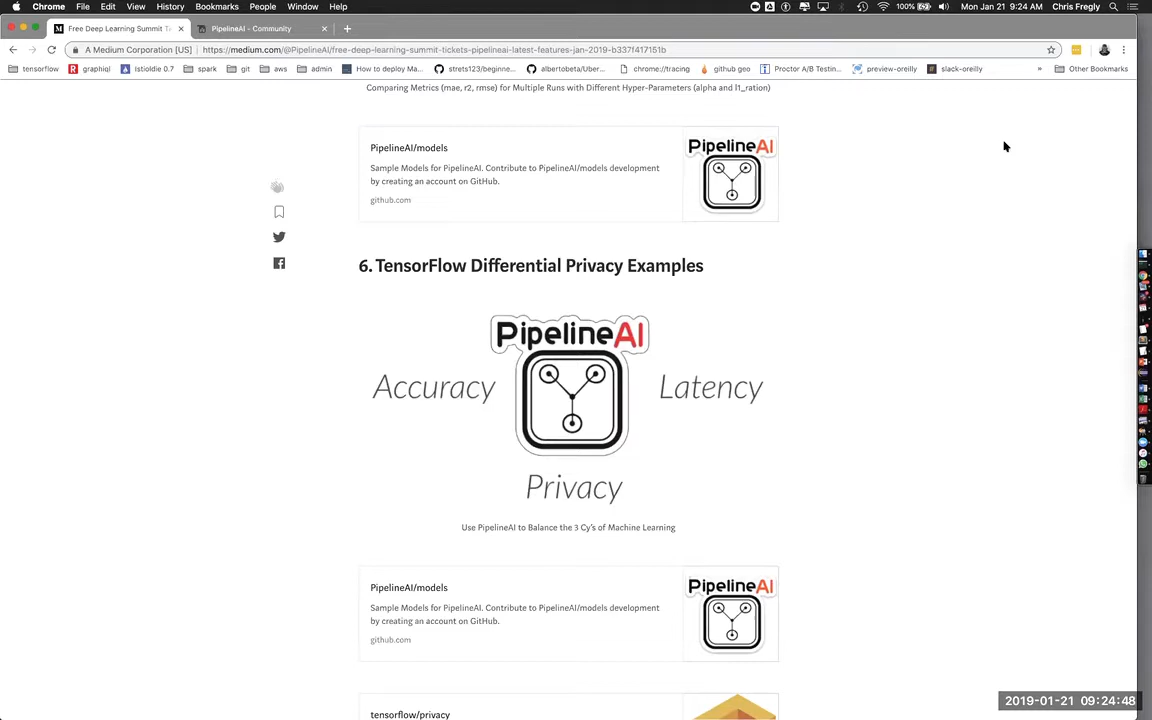 Chrome File Edit View History Bookmarks People Window Help 100% Mon Jan 21 9:24 AM Chris Fregly
Free Deep Learning Summit Ti
PipelineAI - Community
A Medium Corporation [US] https://medium.com/@PipelineAI/free-deep-learning-summit-tickets-pipelineai-latest-features-jan-2019-b337f417151b
tensorflow graphiql istioldie 0.7 spark git aws admin How to deploy Ma... strets123/beginne... albertobeta/Uber... chrome://tracing github geo Proctor A/B Testin... preview-oreilly slack-oreilly » Other Bookmarks
Comparing Metrics (mae, r2, rmse) for Multiple Runs with Different Hyper-Parameters (alpha and l1_ration)
PipelineAI/models
Sample Models for PipelineAI. Contribute to PipelineAI/models development
by creating an account on GitHub.
github.com
PipelineAI
6. TensorFlow Differential Privacy Examples
PipelineAI
Accuracy
Latency
Privacy
Use PipelineAI to Balance the 3 Cy's of Machine Learning
PipelineAI/models
Sample Models for PipelineAI. Contribute to PipelineAI/models development
by creating an account on GitHub.
github.com
PipelineAI
tensorflow/privacy
2019-01-21 09:24:48